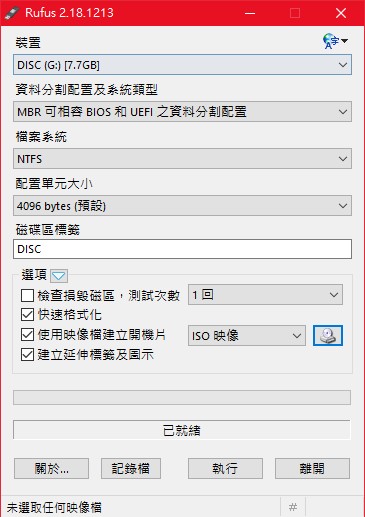 Rufus 2.18.1213
裝置
DISC (G:) [7.7GB]
資料分割配置及系統類型
MBR 可相容 BIOS 和 UEFI 之資料分割配置
檔案系統
NTFS
配置單元大小
4096 bytes (預設)
磁碟區標籤
DISC
選項
檢查損毀磁區，測試次數 1 回
快速格式化
使用映像檔建立開機片 ISO 映像
建立延伸標籤及圖示
已就緒
關於... 記錄檔 執行 離開
未選取任何映像檔 #